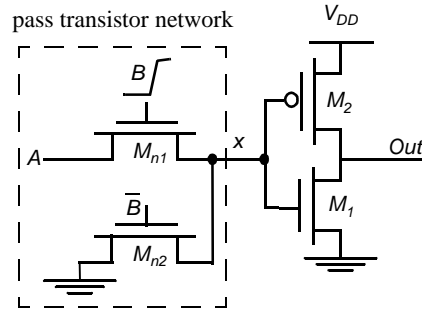 pass transistor network
V_DD
B
M_2
A
M_n1
x
Out
B̅
M_1
M_n2